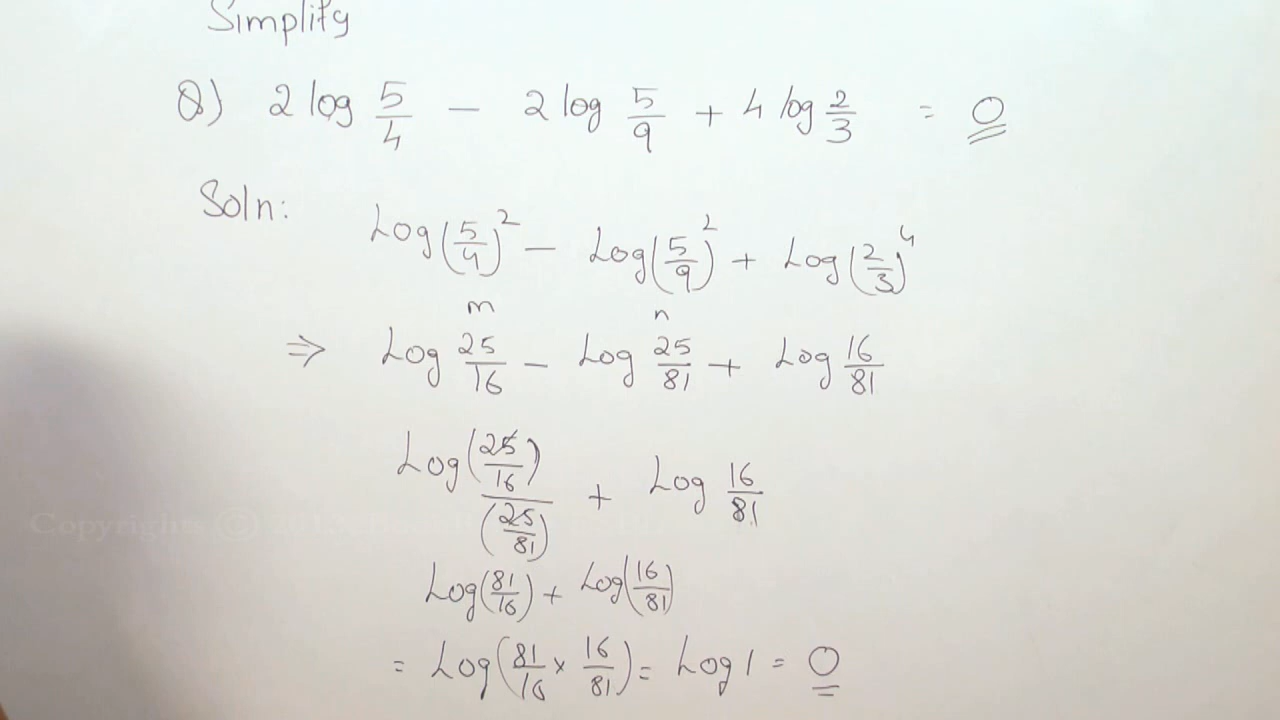 Simplify
Q) 2 log 5/4 - 2 log 5/9 + 4 log 2/3 = 0
Soln: Log(5/4)² - Log(5/9)² + Log(2/3)⁴
m n
⇒ Log 25/16 - Log 25/81 + Log 16/81
Log (25/16)/(25/81) + Log 16/81
Copyrights ©
Log(81/16) + Log(16/81)
= Log(81/16 × 16/81) = Log 1 = 0